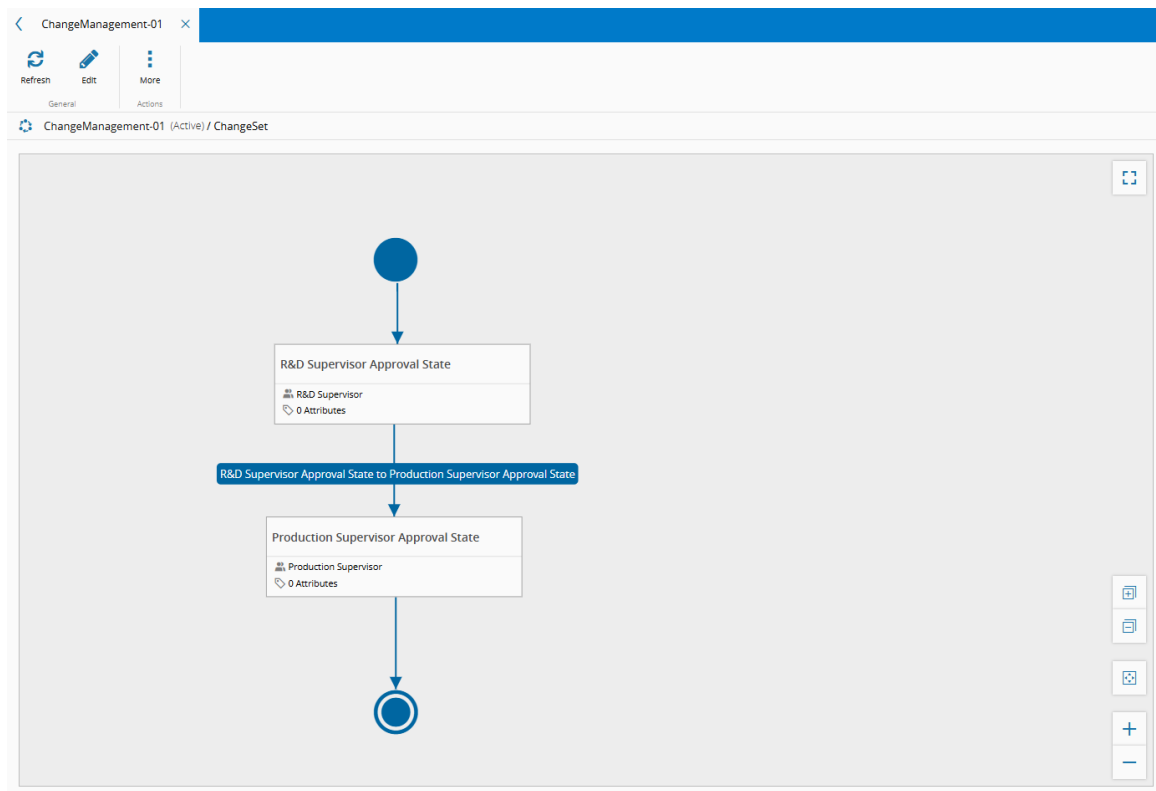 ChangeManagement-01
Refresh
Edit
More
General
Actions
ChangeManagement-01 (Active) / ChangeSet
R&D Supervisor Approval State
R&D Supervisor
0 Attributes
R&D Supervisor Approval State to Production Supervisor Approval State
Production Supervisor Approval State
Production Supervisor
0 Attributes